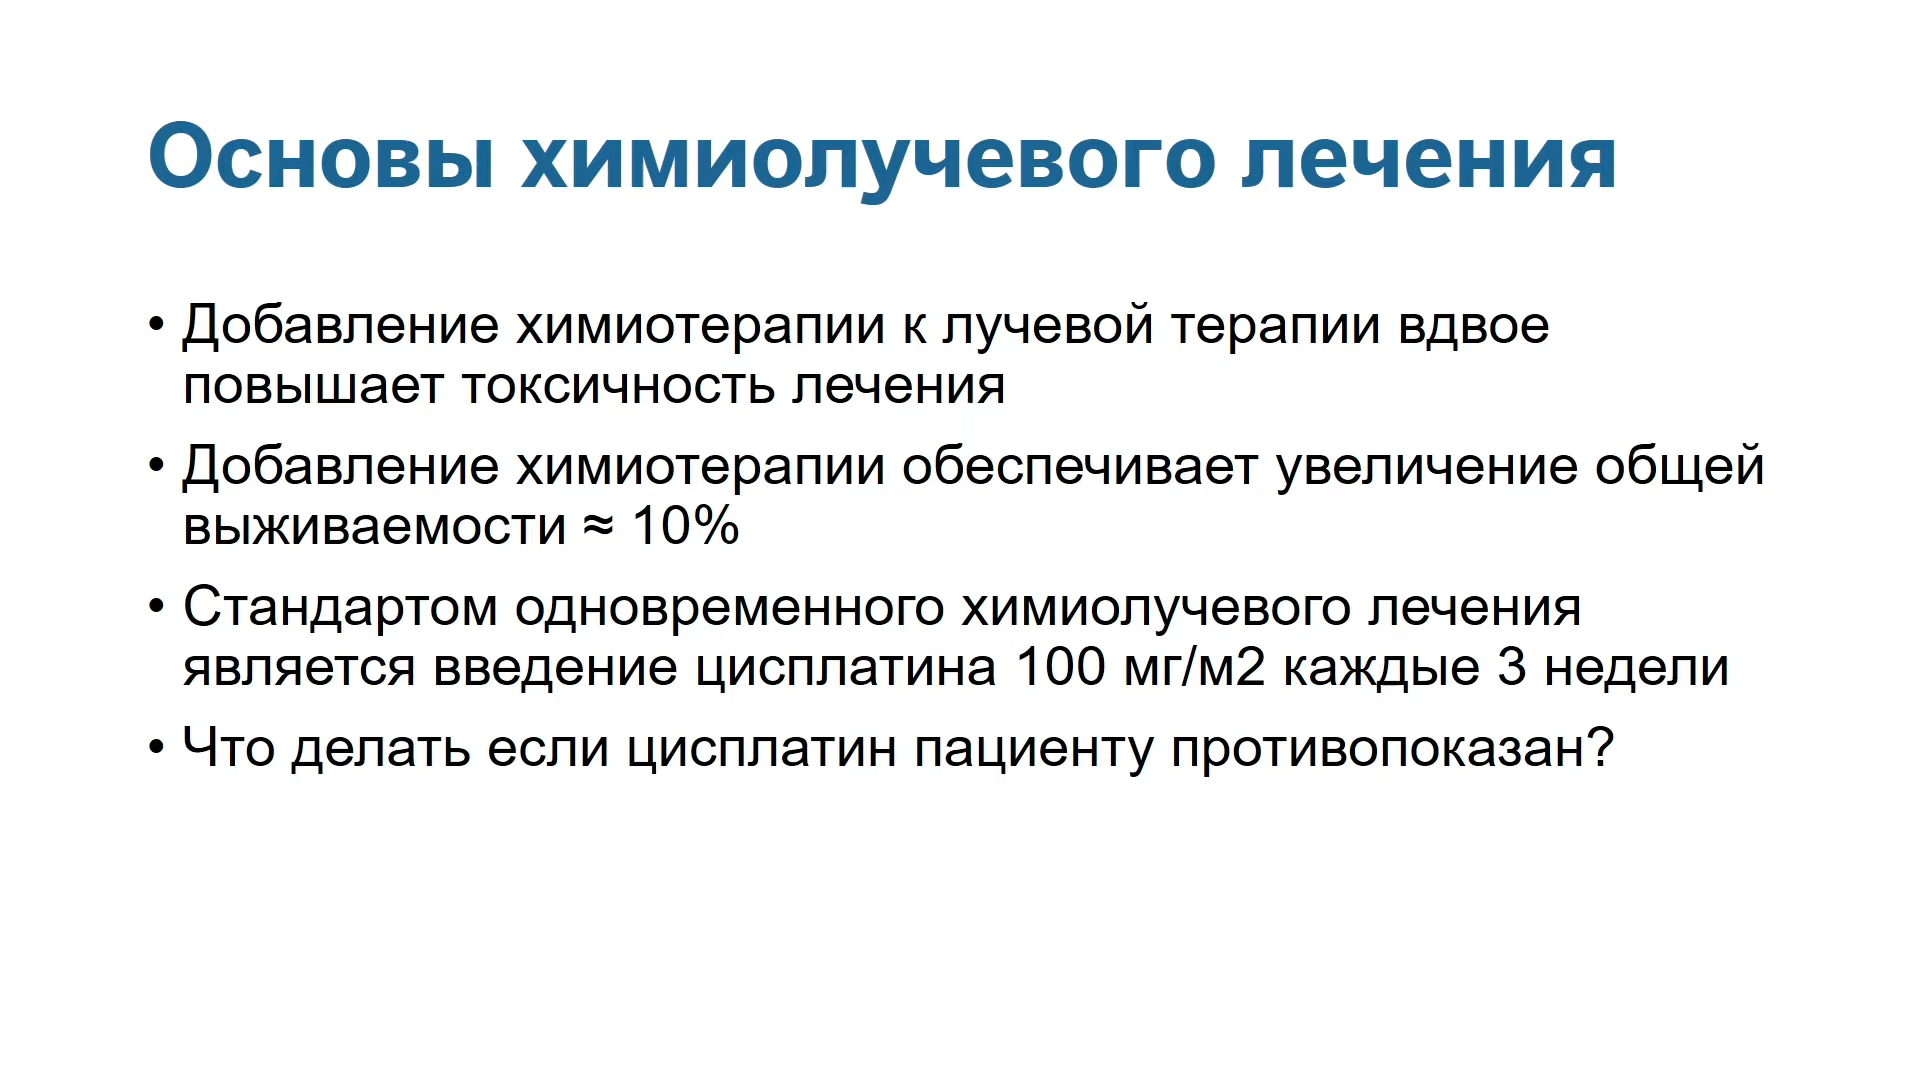 Основы химиолучевого лечения
• Добавление химиотерапии к лучевой терапии вдвое
повышает токсичность лечения
• Добавление химиотерапии обеспечивает увеличение общей
выживаемости ≈ 10%
• Стандартом одновременного химиолучевого лечения
является введение цисплатина 100 мг/м2 каждые 3 недели
• Что делать если цисплатин пациенту противопоказан?